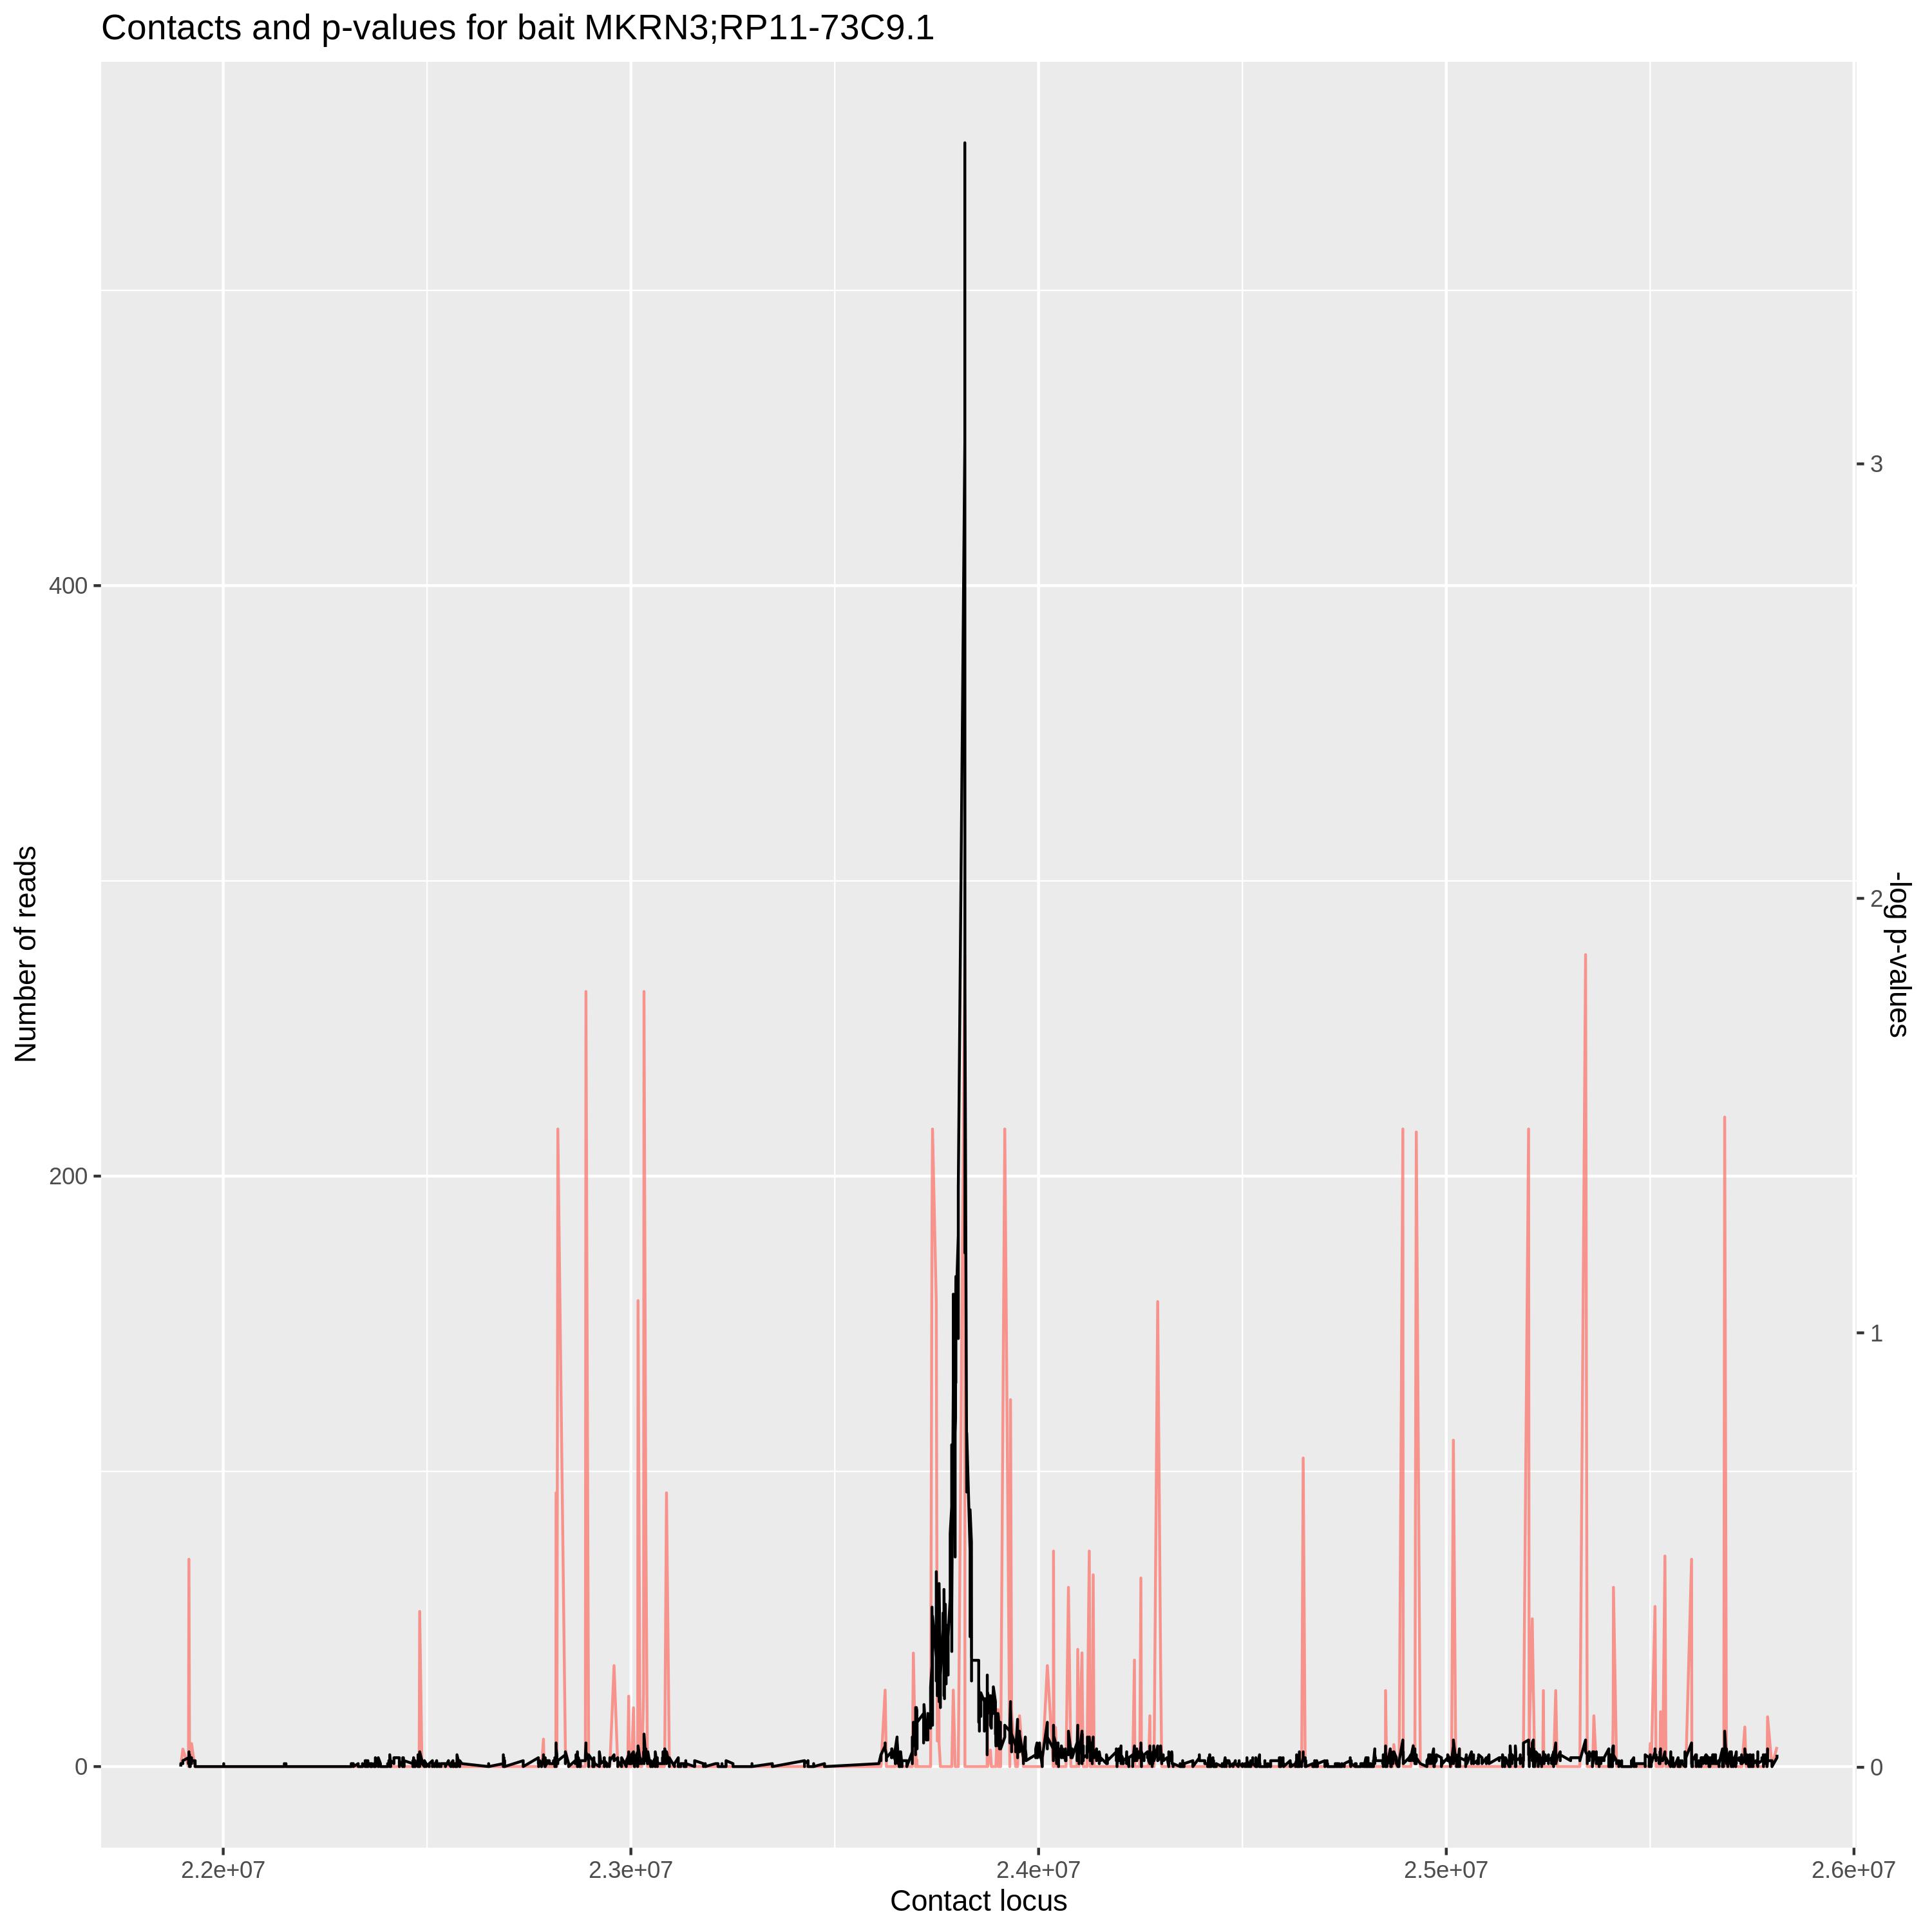 Contacts and p-values for bait MKRN3;RP11-73C9.1
Number of reads
400
200
0
3
2
1
0
-log p-values
2.2e+07
2.3e+07
2.4e+07
2.5e+07
2.6e+07
Contact locus